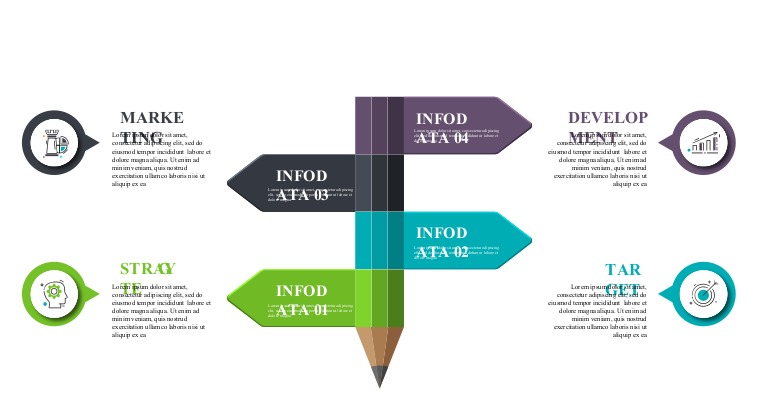 MARKE
TING
Lorem ipsum dolor sit amet,
consectetur adipiscing elit, sed do
eiusmod tempor incididunt labore et
dolore magna aliqua. Ut enim ad
minim veniam, quis nostrud
exercitation ullamco laboris nisi ut
aliquip ex ea
INFOD
ATA 04
DEVELOP
MENT
Lorem ipsum dolor sit amet,
consectetur adipiscing elit, sed do
eiusmod tempor incididunt labore et
dolore magna aliqua. Ut enim ad
minim veniam, quis nostrud
exercitation ullamco laboris nisi ut
aliquip ex ea
INFOD
ATA 03
INFOD
ATA 02
Lorem ipsum dolor sit amet,
consectetur adipiscing elit, sed do
eiusmod tempor incididunt labore et
dolore magna aliqua. Ut enim ad
minim veniam, quis nostrud
exercitation ullamco laboris nisi ut
aliquip ex ea
INFOD
ATA 01
TAR
GET
Lorem ipsum dolor sit amet,
consectetur adipiscing elit, sed do
eiusmod tempor incididunt labore et
dolore magna aliqua. Ut enim ad
minim veniam, quis nostrud
exercitation ullamco laboris nisi ut
aliquip ex ea